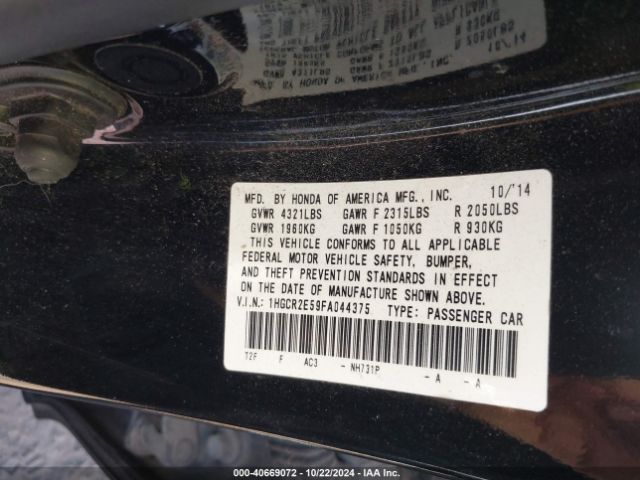 MFD. BY HONDA OF AMERICA MFG., INC. 10/'14
GVWR 4321LBS GAWR F 2315LBS R 2050LBS
GVWR 1960KG GAWR F 1050KG R 930KG
THIS VEHICLE CONFORMS TO ALL APPLICABLE
FEDERAL MOTOR VEHICLE SAFETY, BUMPER,
AND THEFT PREVENTION STANDARDS IN EFFECT
ON THE DATE OF MANUFACTURE SHOWN ABOVE.
V.I.N.: 1HGCR2E59FA044375 TYPE: PASSENGER CAR
T2F F AC3 - NH731P - A - A
000-40669072 - 10/22/2024 - IAA Inc.